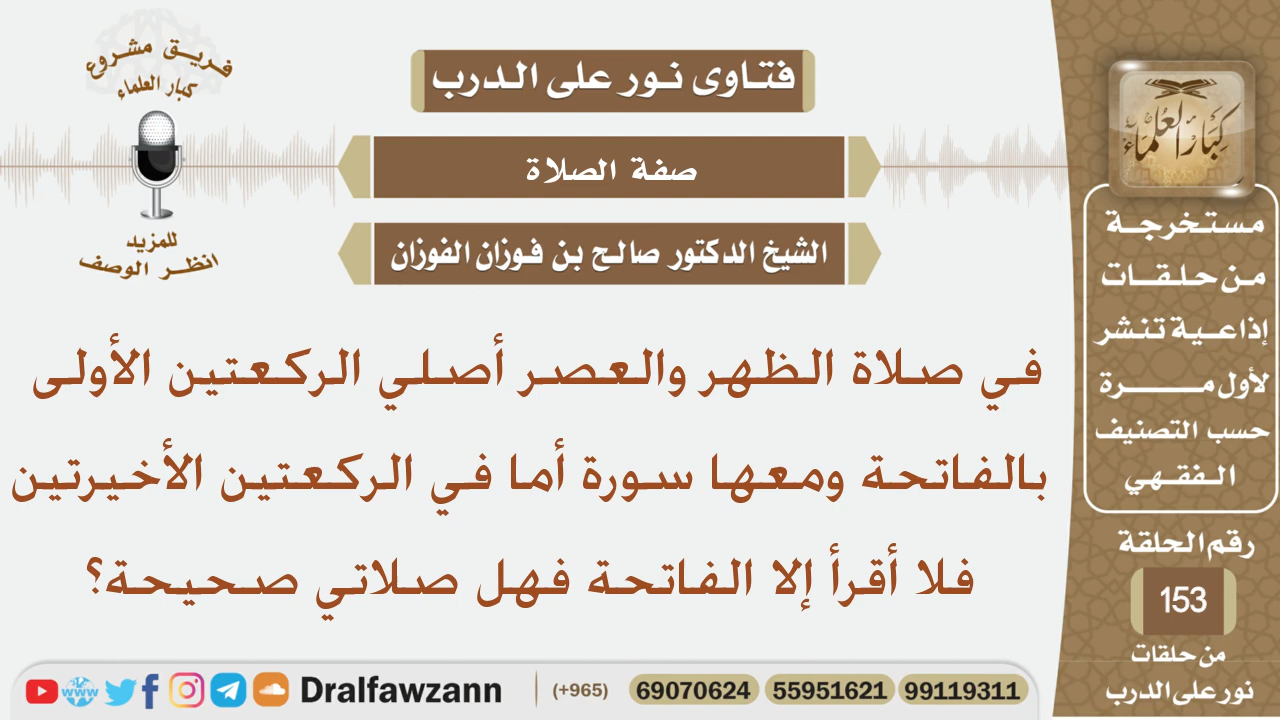 فريق مشروع
كبار العلماء
للمزيد
انظر الوصف
فتاوى نور على الدرب
صفة الصلاة
الشيخ الدكتور صالح بن فوزان الفوزان
في صلاة الظهر والعصر أصلي الركعتين الأولى
بالفاتحة ومعها سورة أما في الركعتين الأخيرتين
فلا أقرأ إلا الفاتحة فهل صلاتي صحيحة؟
كبار العلماء
مستخرجة
من حلقات
إذاعية تنشر
لأول مرة
حسب التصنيف
الفقهي
رقم الحلقة
153
من حلقات
نور على الدرب
www
Dralfawzann
(+965) 69070624 55951621 99119311